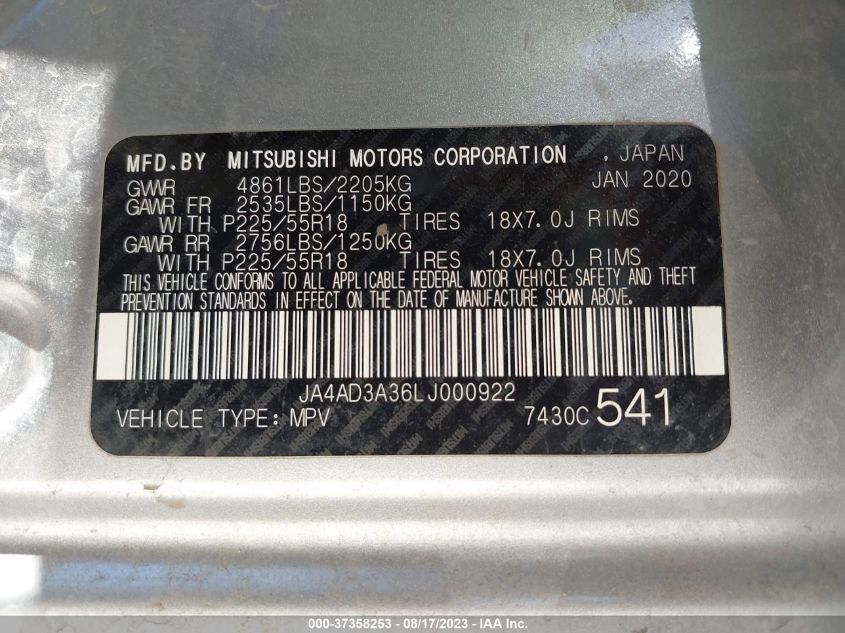 MFD.BY MITSUBISHI MOTORS CORPORATION , JAPAN
GWR 4861LBS/2205KG JAN 2020
GAWR FR 2535LBS/1150KG
WITH P225/55R18 TIRES 18X7.0J RIMS
GAWR RR 2756LBS/1250KG
WITH P225/55R18 TIRES 18X7.0J RIMS
THIS VEHICLE CONFORMS TO ALL APPLICABLE FEDERAL MOTOR VEHICLE SAFETY AND THEFT
PREVENTION STANDARDS IN EFFECT ON THE DATE OF MANUFACTURE SHOWN ABOVE.
JA4AD3A36LJ000922
VEHICLE TYPE:MPV 7430C 541
000-37358253 - 08/17/2023 - © Copyright 2023 - IAA, Inc.